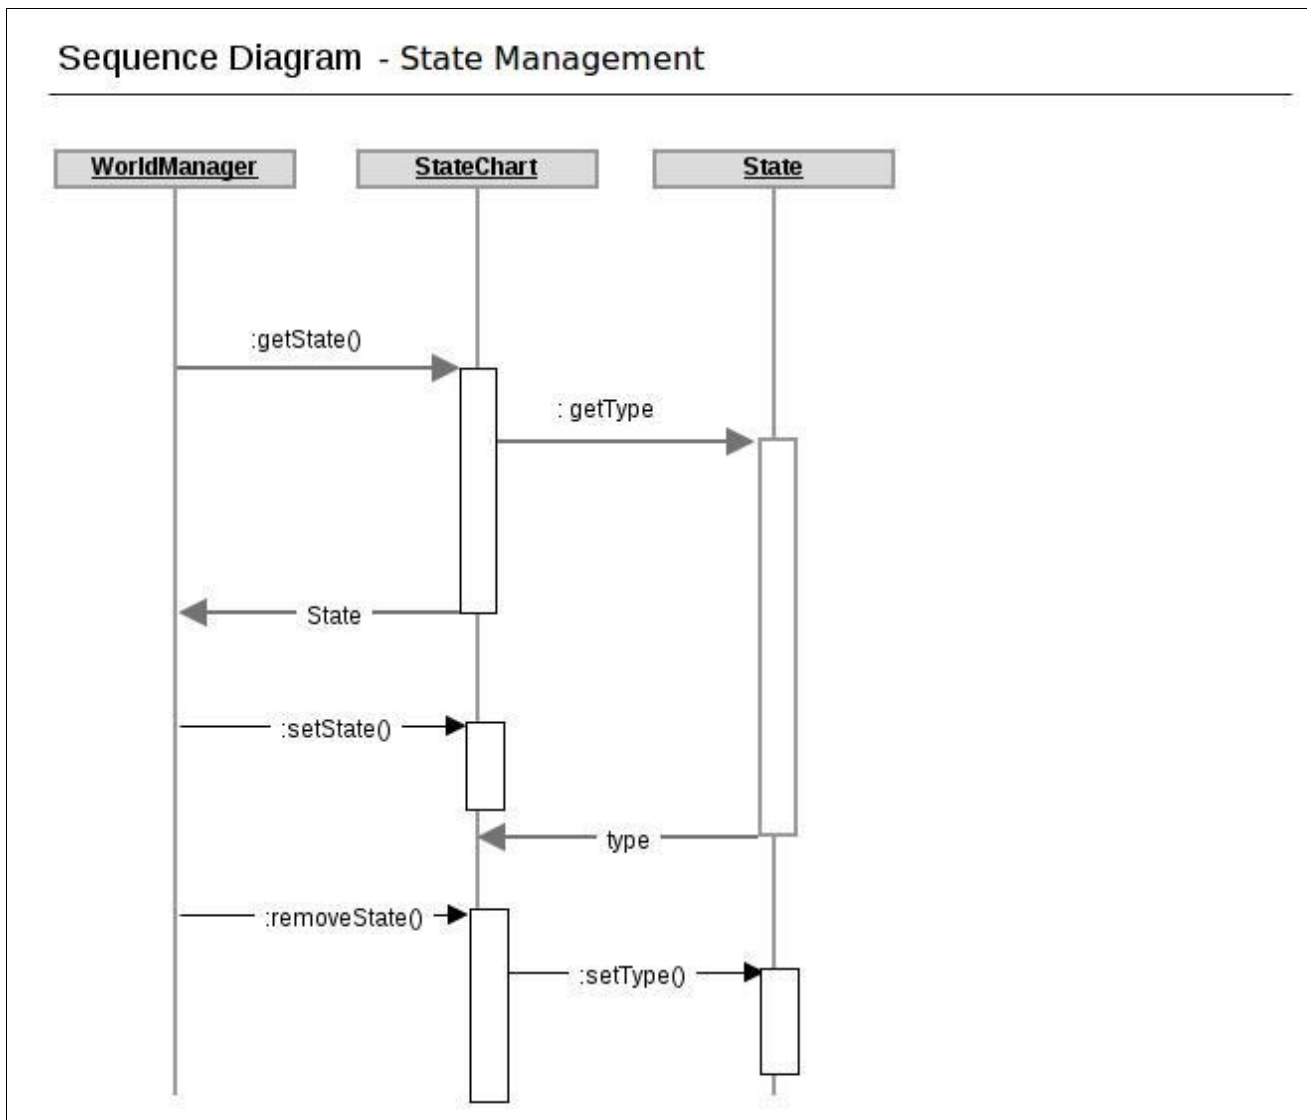 Sequence Diagram - State Management
WorldManager StateChart State
:getState()
: getType
State
:setState()
type
:removeState()
:setType()